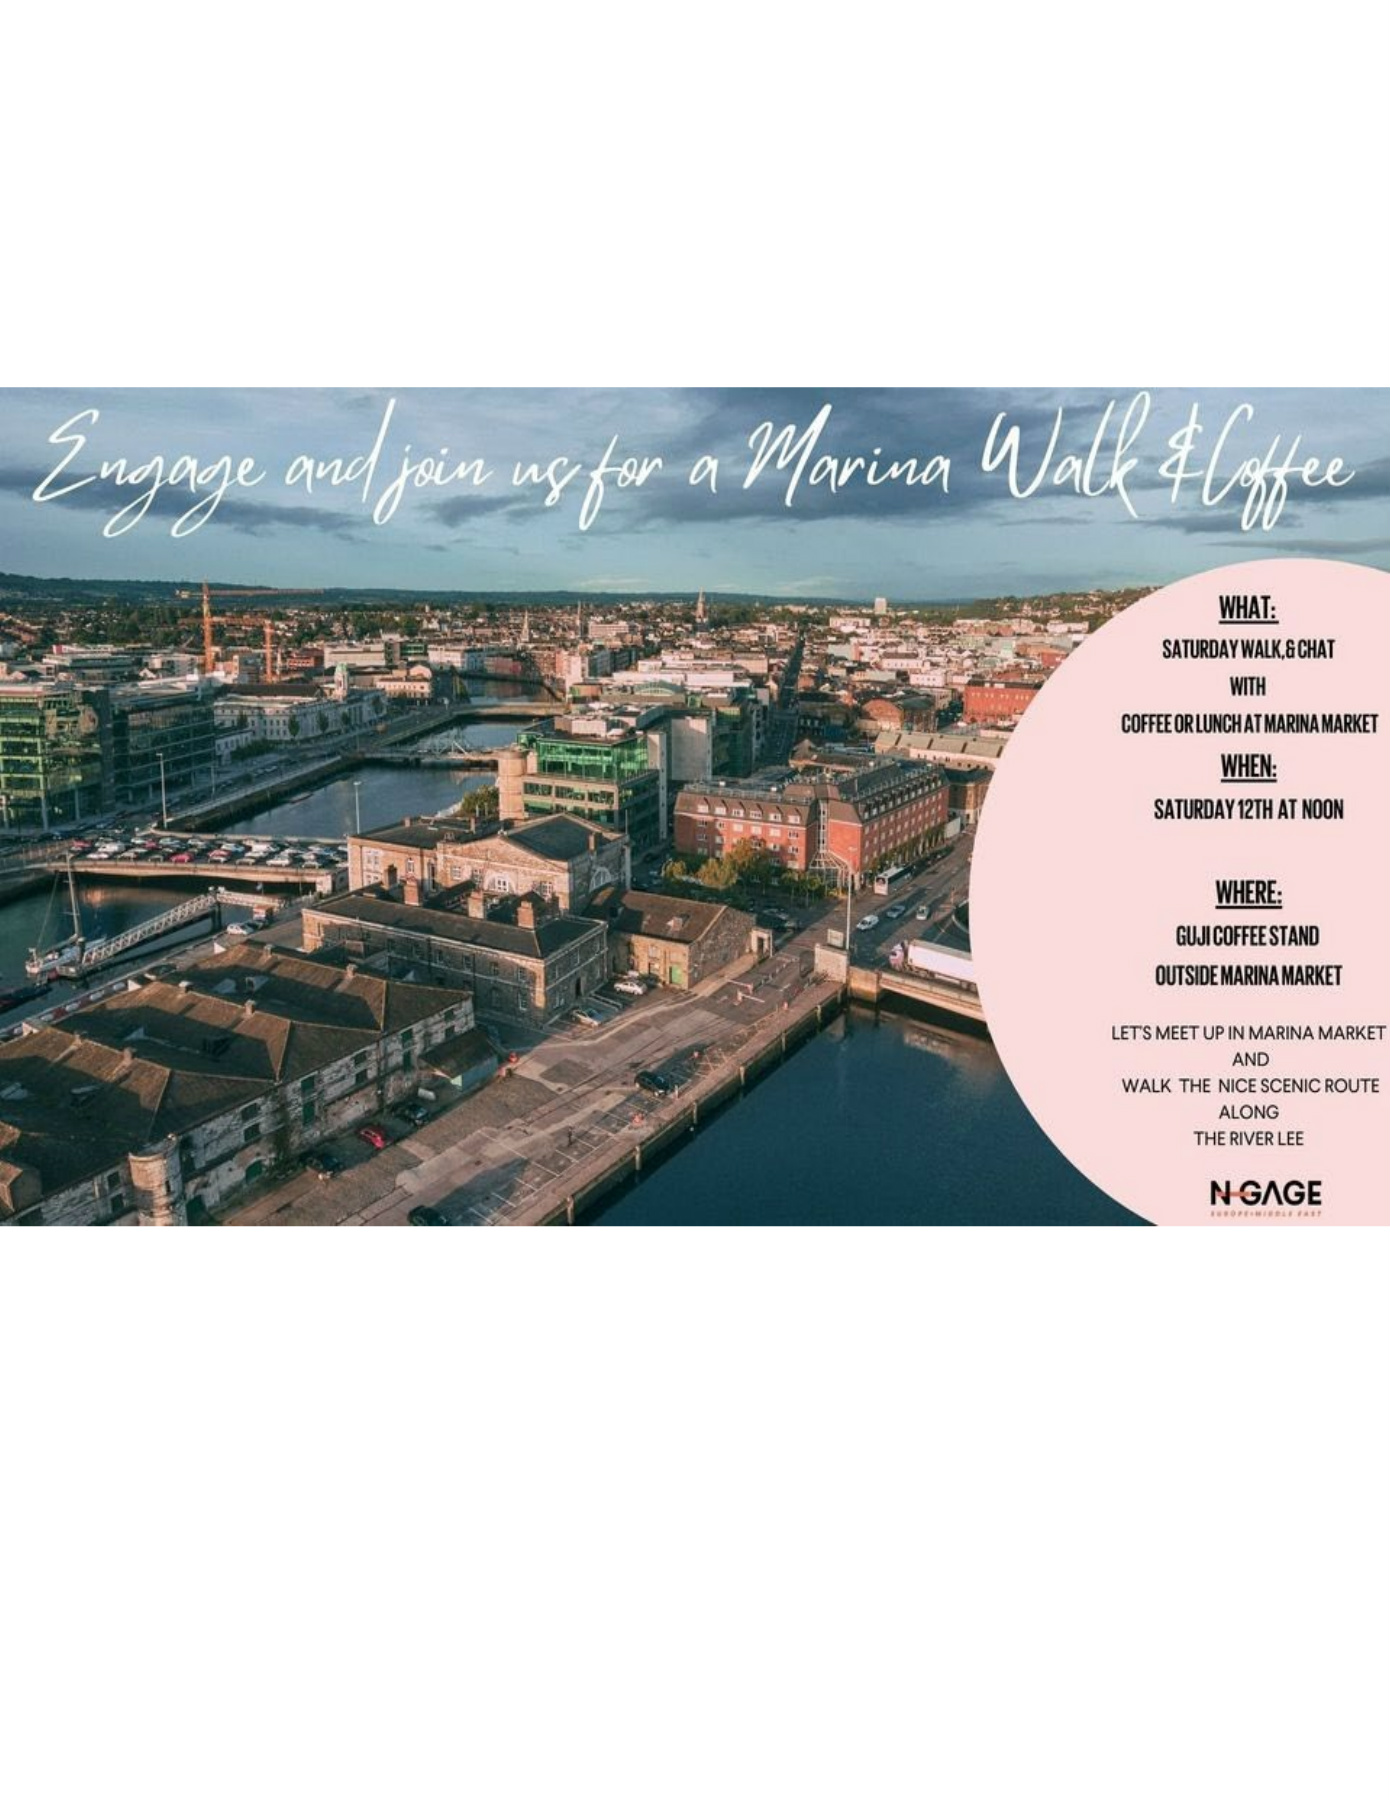 Engage and join us for a Marina Walk & Coffee
WHAT:
SATURDAY WALK,& CHAT
WITH
COFFEE OR LUNCH AT MARINA MARKET
WHEN:
SATURDAY 12TH AT NOON
WHERE:
GUJI COFFEE STAND
OUTSIDE MARINA MARKET
LET'S MEET UP IN MARINA MARKET
AND
WALK THE NICE SCENIC ROUTE
ALONG
THE RIVER LEE
N-GAGE
EUROPE+MIDDLE EAST